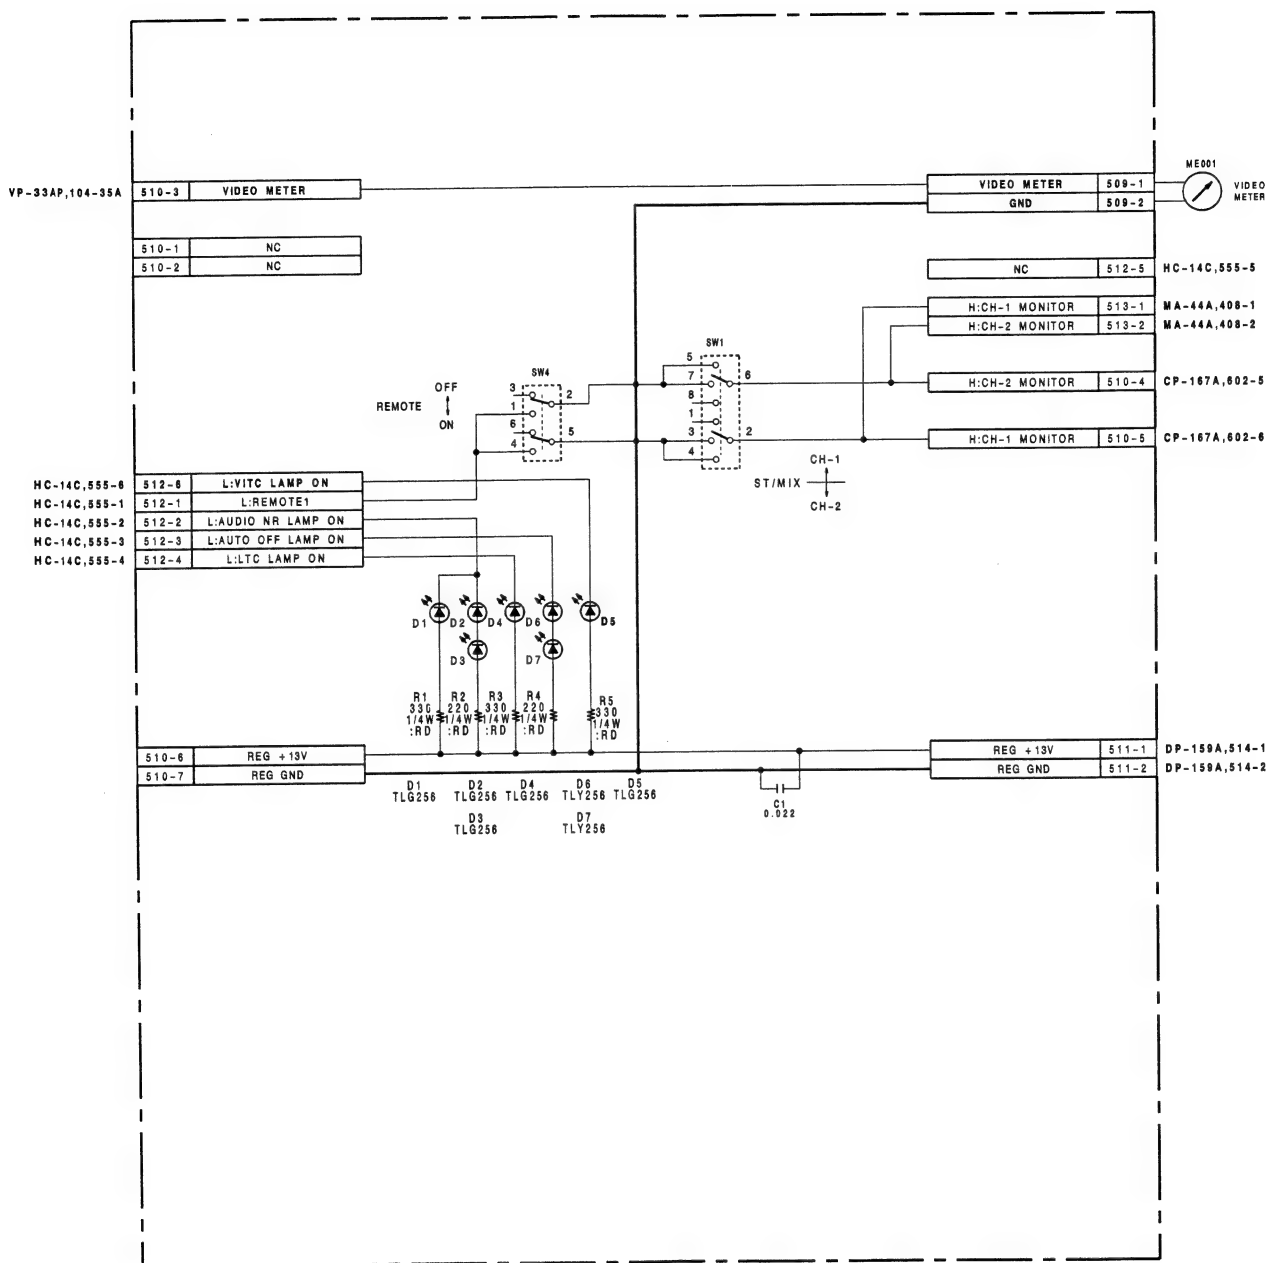 ME001
VP-33AP,104-35A 510-3 VIDEO METER
VIDEO METER 509-1
GND 509-2
VIDEO
METER
510-1 NC
510-2 NC
NC 512-5 HC-14C,555-5
H:CH-1 MONITOR 513-1 MA-44A,408-1
H:CH-2 MONITOR 513-2 MA-44A,408-2
SW1
5
7
8
1
3
4
6
2
H:CH-2 MONITOR 510-4 CP-167A,602-5
H:CH-1 MONITOR 510-5 CP-167A,602-6
SW4
3
1
6
4
2
5
OFF
REMOTE
ON
CH-1
ST/MIX
CH-2
HC-14C,555-6 512-6 L:VITC LAMP ON
HC-14C,555-1 512-1 L:REMOTE1
HC-14C,555-2 512-2 L:AUDIO NR LAMP ON
HC-14C,555-3 512-3 L:AUTO OFF LAMP ON
HC-14C,555-4 512-4 L:LTC LAMP ON
D1 D2 D4 D6 D5
D3 D7
R1
330
1/4W
:RD
R2
220
1/4W
:RD
R3
330
1/4W
:RD
R4
220
1/4W
:RD
R5
330
1/4W
:RD
510-6 REG +13V
510-7 REG GND
REG +13V 511-1 DP-159A,514-1
REG GND 511-2 DP-159A,514-2
D1
TLG256
D2
TLG256
D4
TLG256
D6
TLY256
D5
TLG256
D3
TLG256
D7
TLY256
C1
0.022